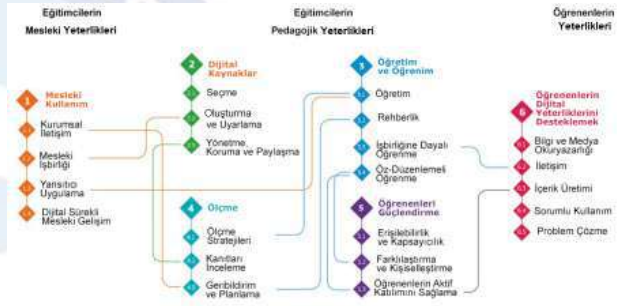 Eğitimcilerin
Mesleki Yeterlikleri
Eğitimcilerin
Pedagojik Yeterlikleri
Öğrenenlerin
Yeterlikleri
1
Mesleki
Kullanım
Kurumsal
İletişim
Mesleki
İşbirliği
Yansıtıcı
Uygulama
Dijital Sürekli
Mesleki Gelişim
2
Dijital
Kaynaklar
Seçme
Oluşturma
ve Uyarlama
Yönetme,
Koruma ve Paylaşma
3
Öğretim
ve Öğrenim
Öğretim
Rehberlik
İşbirliğine Dayalı
Öğrenme
Öz-Düzenlemeli
Öğrenme
4
Ölçme
Ölçme
Stratejileri
Kanıtları
İnceleme
Geribildirim
ve Planlama
5
Öğrenenleri
Güçlendirme
Erişilebilirlik
ve Kapsayıcılık
Farklılaştırma
ve Kişiselleştirme
Öğrenenlerin Aktif
Katılımını Sağlama
6
Öğrenenlerin
Dijital
Yeterliklerini
Desteklemek
Bilgi ve Medya
Okuryazarlığı
İletişim
İçerik Üretimi
Sorumlu Kullanım
Problem Çözme